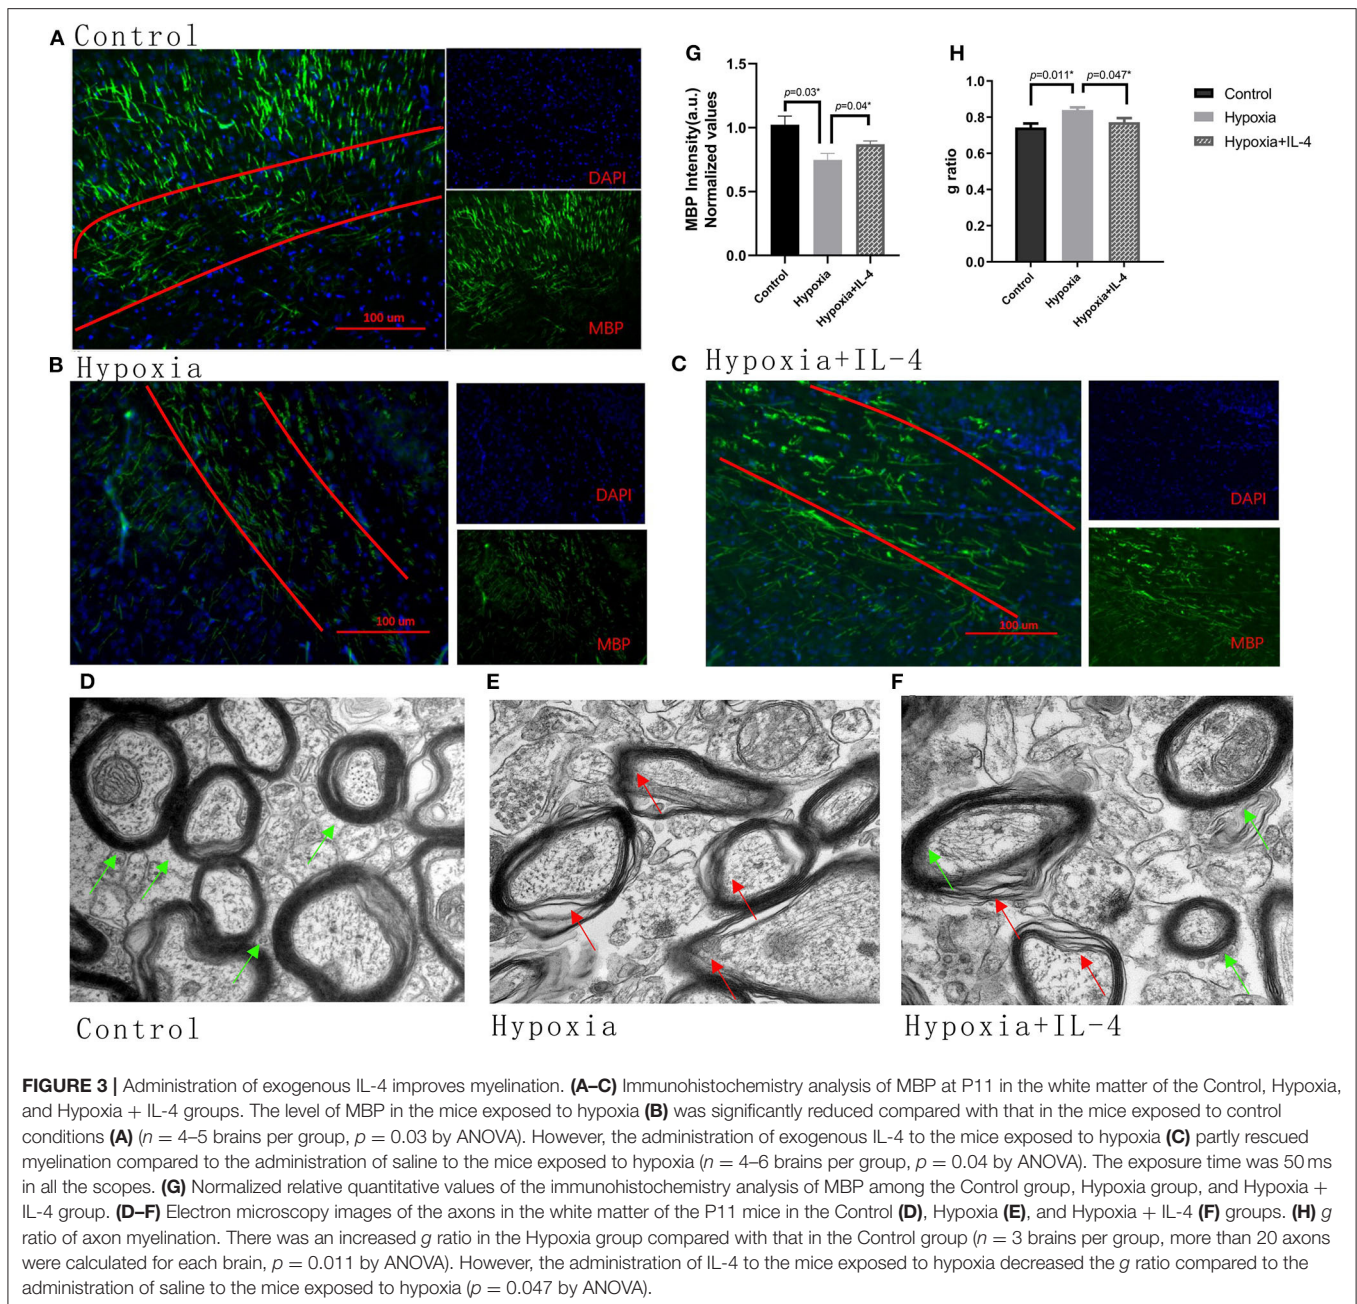 A Control
DAPI
100 um
MBP
G
1.5
1.0
0.5
0.0
MBP Intensity(a.u.)
Normalized values
p=0.03*
p=0.04*
Control
Hypoxia
Hypoxia+IL-4
H
1.0
0.8
0.6
0.4
0.2
0.0
g ratio
p=0.011*
p=0.047*
Control
Hypoxia
Hypoxia+IL-4
Control
Hypoxia
Hypoxia+IL-4
B Hypoxia
DAPI
100 um
MBP
C Hypoxia+IL-4
DAPI
100 um
MBP
D
Control
E
Hypoxia
F
Hypoxia+IL-4
FIGURE 3 | Administration of exogenous IL-4 improves myelination. (A–C) Immunohistochemistry analysis of MBP at P11 in the white matter of the Control, Hypoxia,
and Hypoxia + IL-4 groups. The level of MBP in the mice exposed to hypoxia (B) was significantly reduced compared with that in the mice exposed to control
conditions (A) (n = 4–5 brains per group, p = 0.03 by ANOVA). However, the administration of exogenous IL-4 to the mice exposed to hypoxia (C) partly rescued
myelination compared to the administration of saline to the mice exposed to hypoxia (n = 4–6 brains per group, p = 0.04 by ANOVA). The exposure time was 50 ms
in all the scopes. (G) Normalized relative quantitative values of the immunohistochemistry analysis of MBP among the Control group, Hypoxia group, and Hypoxia +
IL-4 group. (D–F) Electron microscopy images of the axons in the white matter of the P11 mice in the Control (D), Hypoxia (E), and Hypoxia + IL-4 (F) groups. (H) g
ratio of axon myelination. There was an increased g ratio in the Hypoxia group compared with that in the Control group (n = 3 brains per group, more than 20 axons
were calculated for each brain, p = 0.011 by ANOVA). However, the administration of IL-4 to the mice exposed to hypoxia decreased the g ratio compared to the
administration of saline to the mice exposed to hypoxia (p = 0.047 by ANOVA).